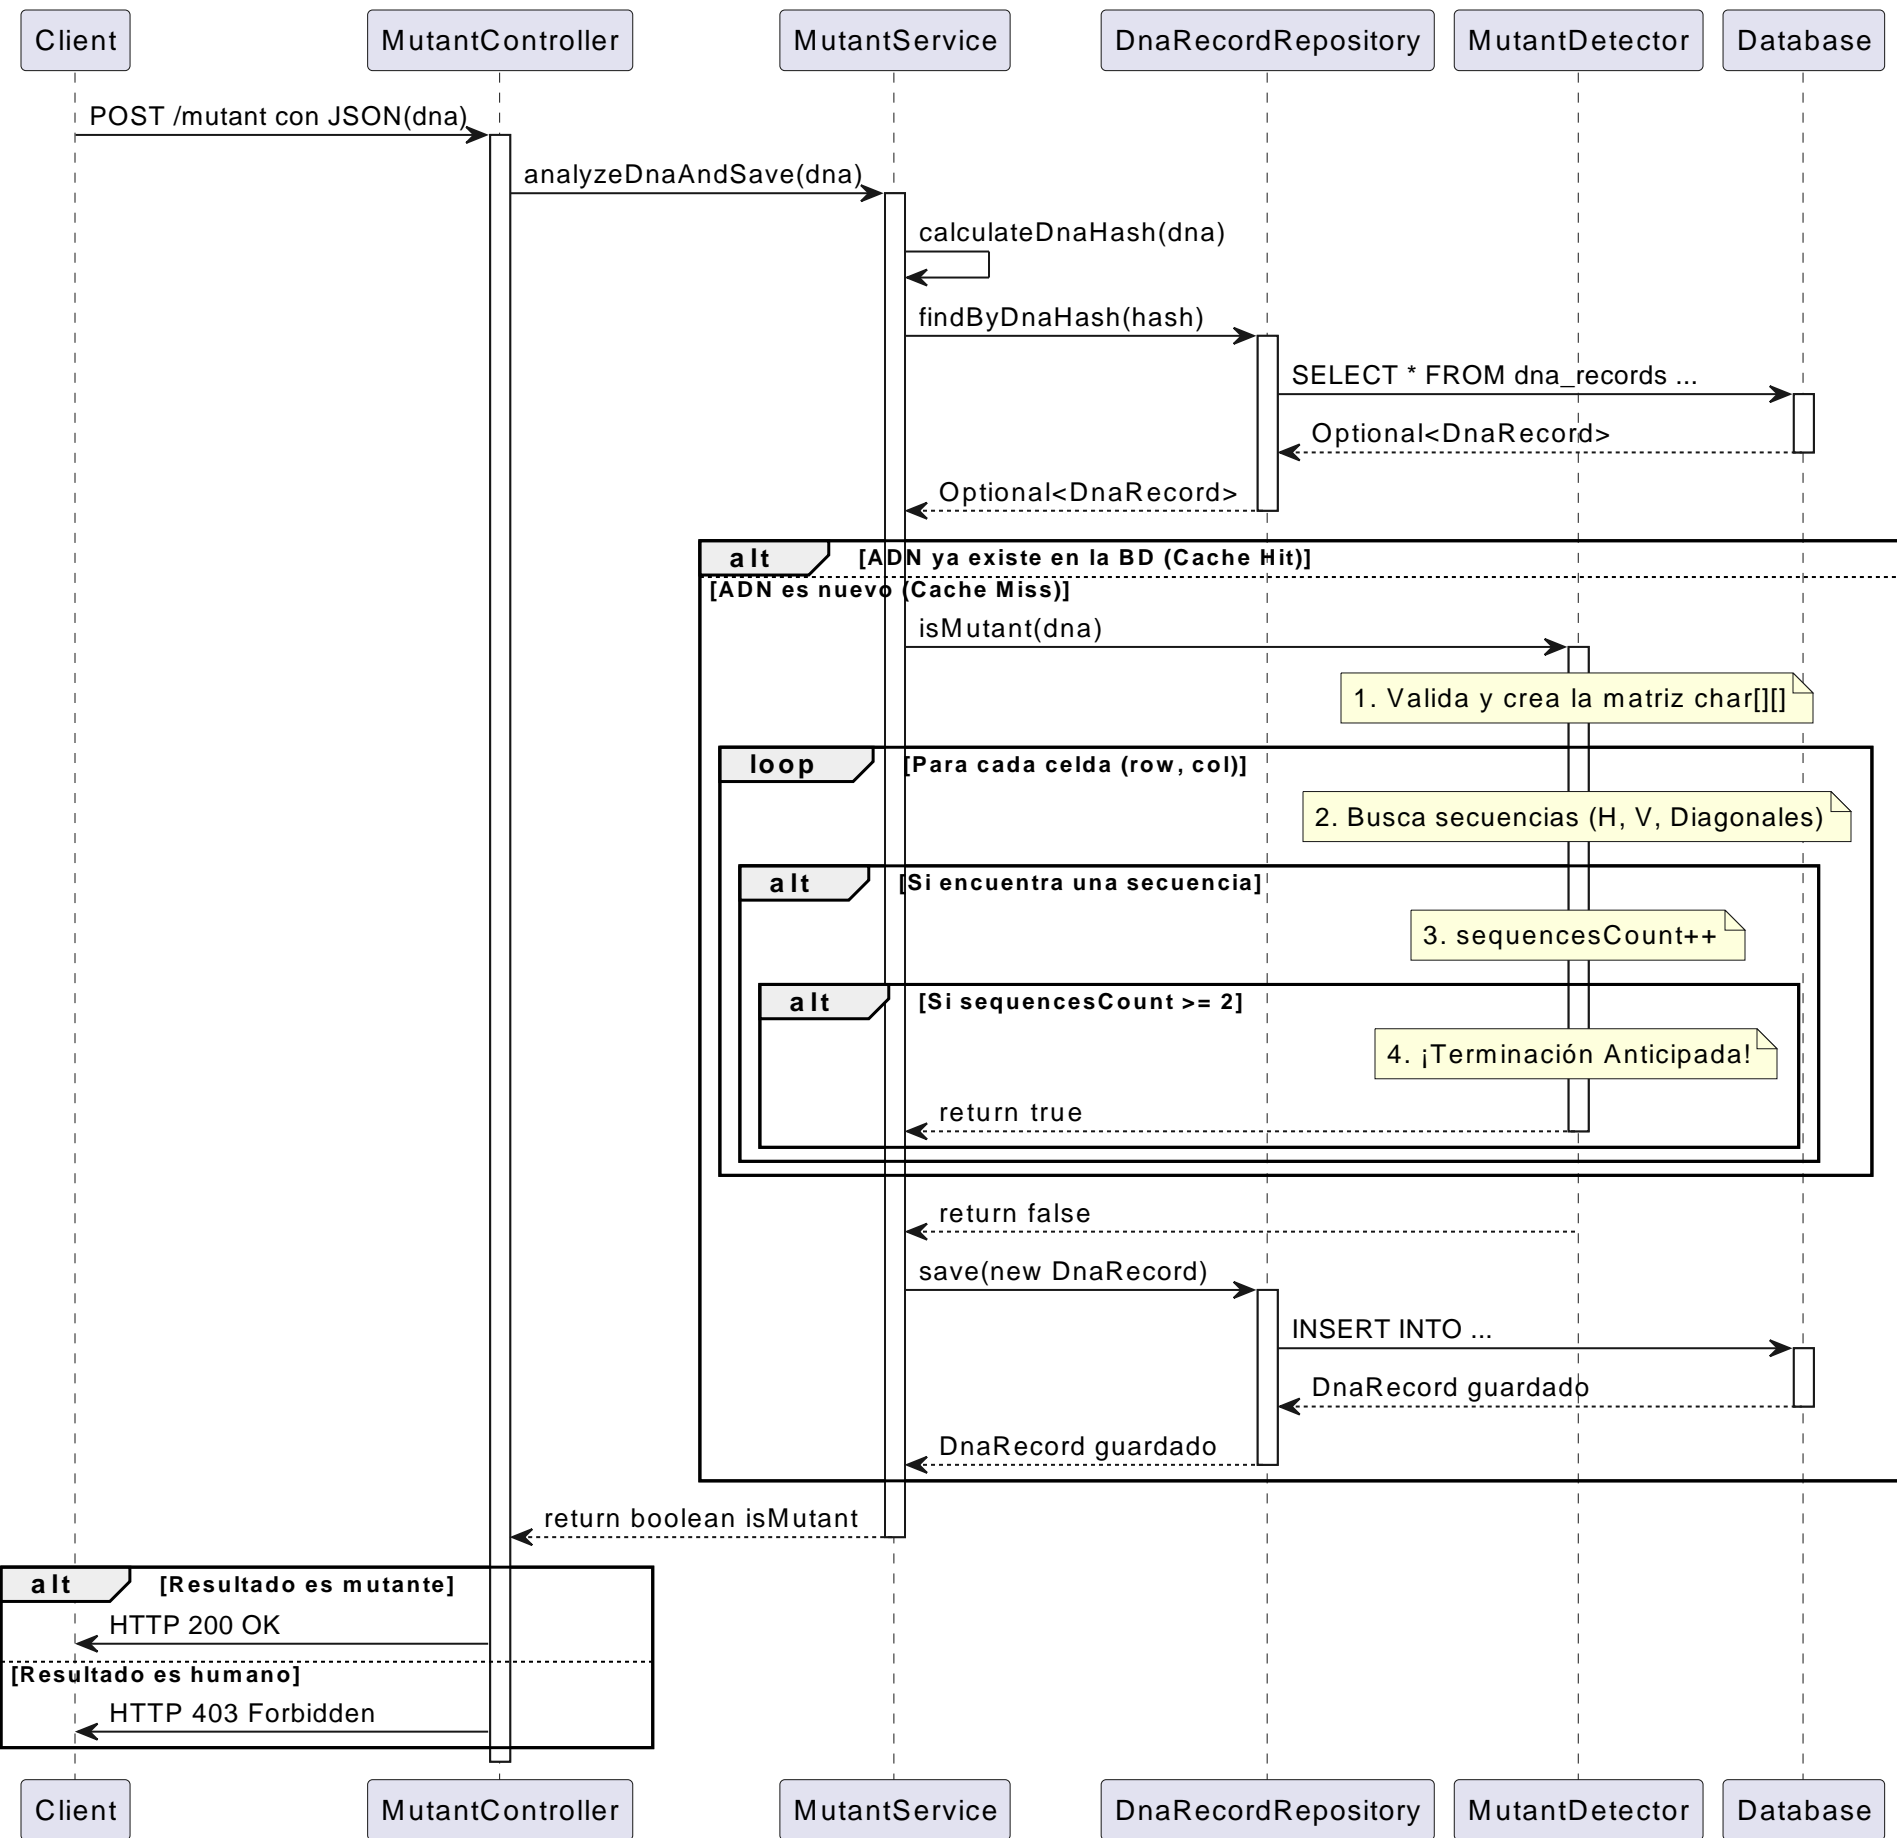 Client
MutantController
MutantService
DnaRecordRepository
MutantDetector
Database
POST /mutant con JSON(dna)
analyzeDnaAndSave(dna)
calculateDnaHash(dna)
findByDnaHash(hash)
SELECT * FROM dna_records ...
Optional<DnaRecord>
Optional<DnaRecord>
alt
[ADN ya existe en la BD (Cache Hit)]
[ADN es nuevo (Cache Miss)]
isMutant(dna)
1. Valida y crea la matriz char[][]
loop
[Para cada celda (row, col)]
2. Busca secuencias (H, V, Diagonales)
alt
[Si encuentra una secuencia]
3. sequencesCount++
alt
[Si sequencesCount >= 2]
4. ¡Terminación Anticipada!
return true
return false
save(new DnaRecord)
INSERT INTO ...
DnaRecord guardado
DnaRecord guardado
return boolean isMutant
alt
[Resultado es mutante]
HTTP 200 OK
[Resultado es humano]
HTTP 403 Forbidden
Client
MutantController
MutantService
DnaRecordRepository
MutantDetector
Database